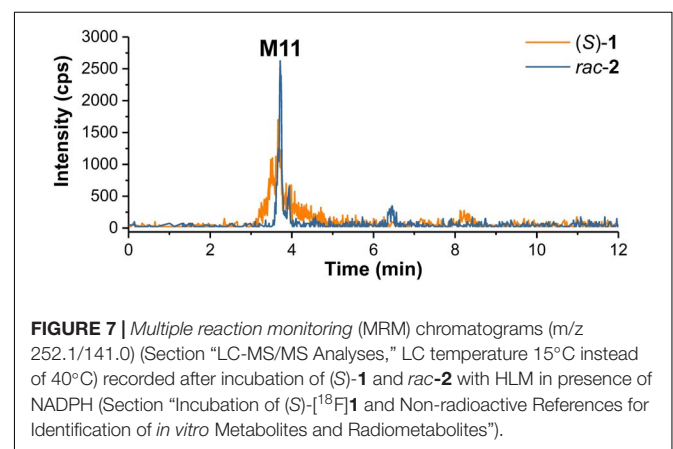 M11
(S)-1
rac-2
Intensity (cps)
3000
2500
2000
1500
1000
500
0
0 2 4 6 8 10 12
Time (min)
FIGURE 7 | Multiple reaction monitoring (MRM) chromatograms (m/z
252.1/141.0) (Section “LC-MS/MS Analyses,” LC temperature 15°C instead
of 40°C) recorded after incubation of (S)-1 and rac-2 with HLM in presence of
NADPH (Section “Incubation of (S)-[¹⁸F]1 and Non-radioactive References for
Identification of in vitro Metabolites and Radiometabolites”).